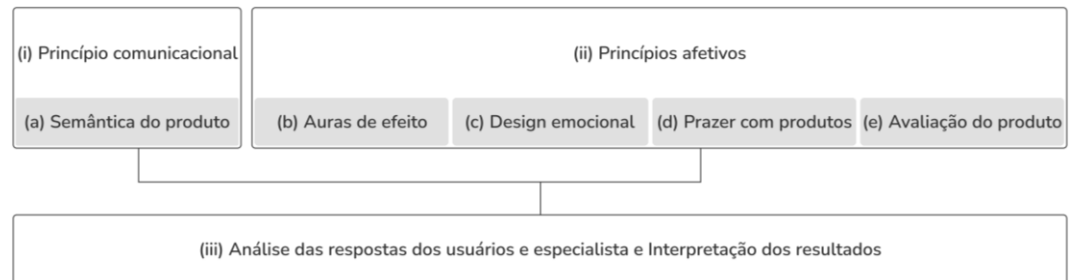 (i) Princípio comunicacional
(ii) Princípios afetivos
(a) Semântica do produto
(b) Auras de efeito
(c) Design emocional
(d) Prazer com produtos
(e) Avaliação do produto
(iii) Análise das respostas dos usuários e especialista e Interpretação dos resultados